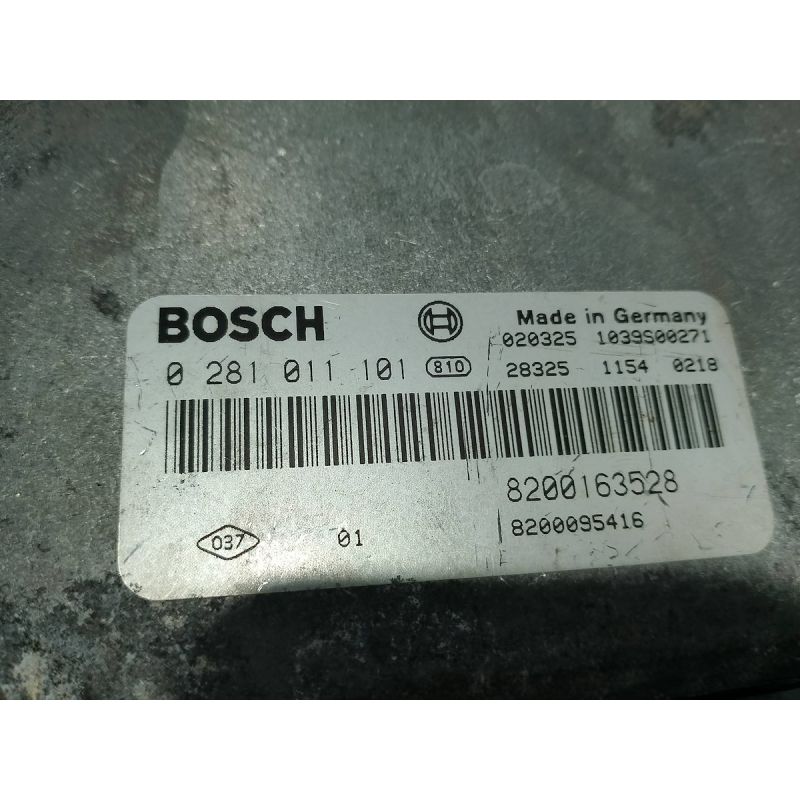 BOSCH
Made in Germany
020325 1039S00271
0 281 011 101 810
28325 1154 0218
8200163528
8200095416
037 01